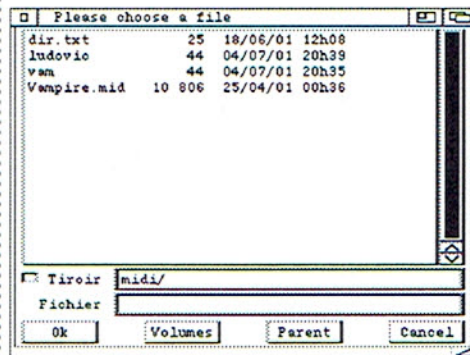 Please choose a file
dir.txt 25 18/06/01 12h08
ludovic 44 04/07/01 20h39
vam 44 04/07/01 20h35
Vampire.mid 10 806 25/04/01 00h36
Tiroir midi/
Fichier
Ok Volumes Parent Cancel